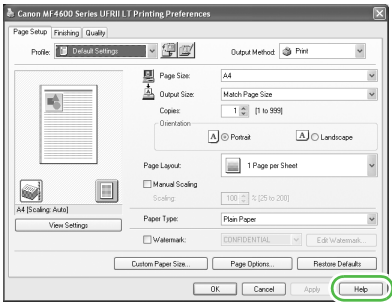 Canon MF4600 Series UFRII LT Printing Preferences
Page Setup Finishing Quality
Profile: Default Settings Output Method: Print
Page Size: A4
Output Size: Match Page Size
Copies: 1 [1 to 999]
Orientation
A Portrait A Landscape
Page Layout: 1 Page per Sheet
Manual Scaling
Scaling: 100 % [25 to 200]
A4 [Scaling: Auto]
View Settings
Paper Type: Plain Paper
Watermark: CONFIDENTIAL Edit Watermark...
Custom Paper Size... Page Options... Restore Defaults
OK Cancel Apply Help